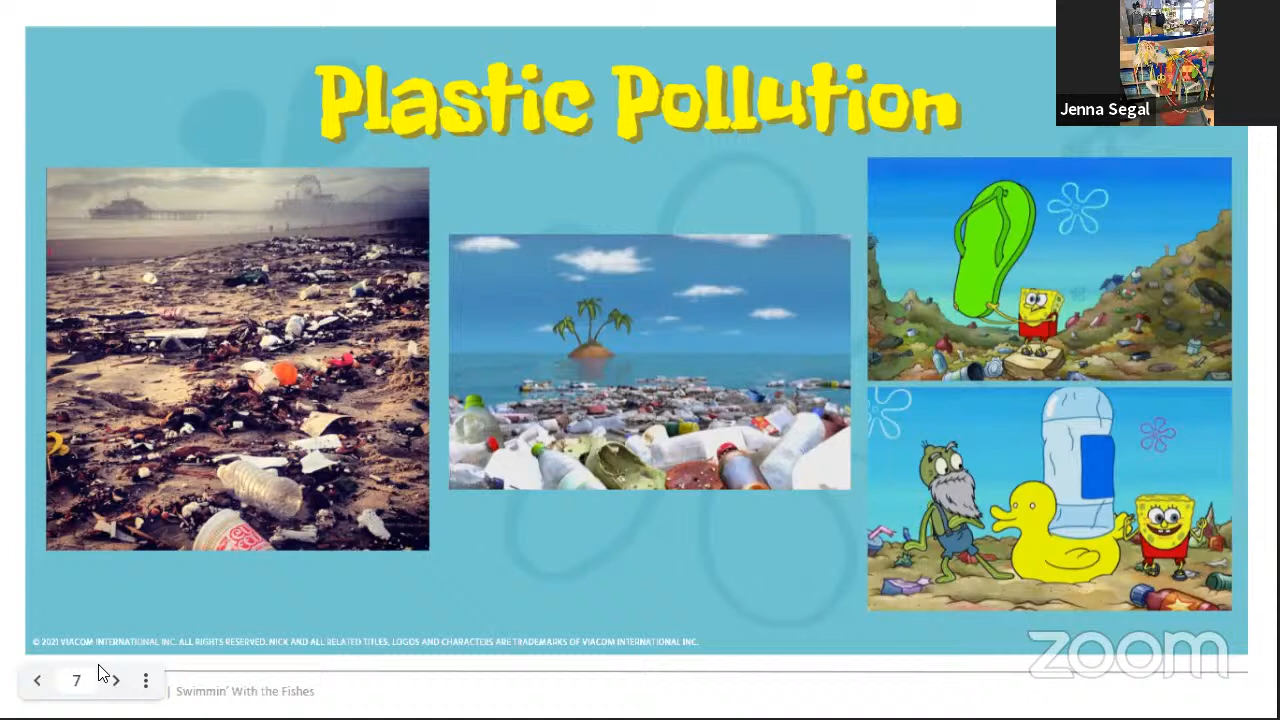 Plastic Pollution
Jenna Segal
© 2021 VIACOM INTERNATIONAL INC. ALL RIGHTS RESERVED. NICK AND ALL RELATED TITLES, LOGOS AND CHARACTERS ARE TRADEMARKS OF VIACOM INTERNATIONAL INC.
zoom
7
| Swimmin' With the Fishes